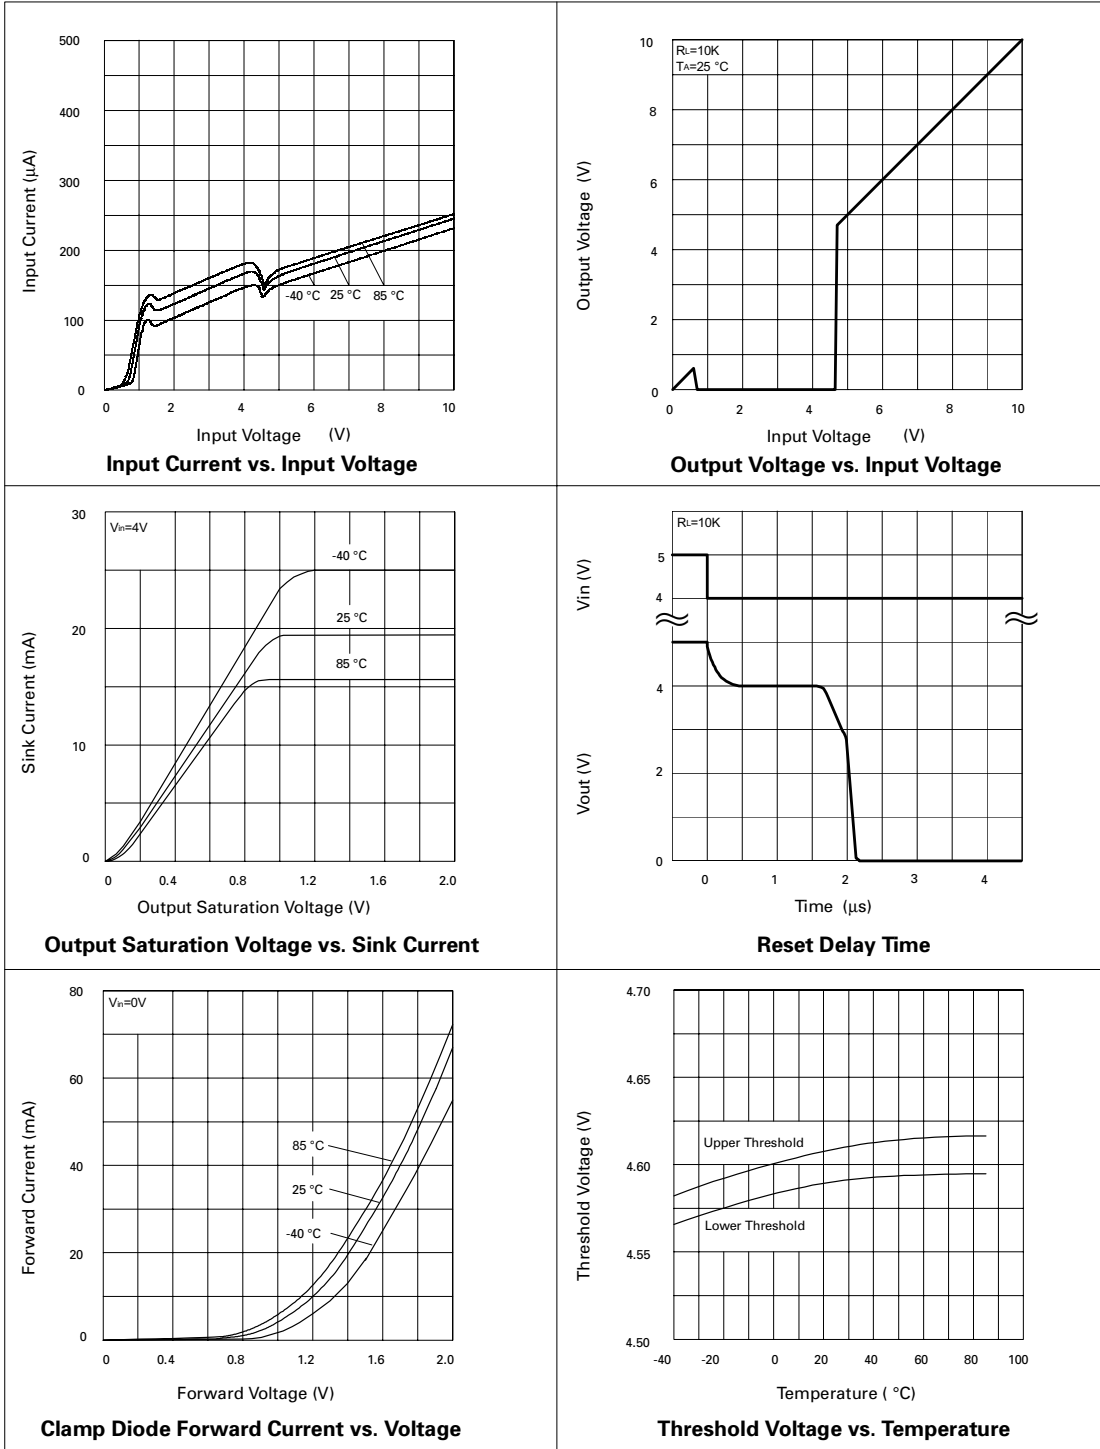 500
400
300
200
100
0
Input Current (µA)
-40 °C 25 °C 85 °C
0 2 4 6 8 10
Input Voltage (V)
Input Current vs. Input Voltage
RL=10K
TA=25 °C
10
8
6
4
2
0
Output Voltage (V)
0 2 4 6 8 10
Input Voltage (V)
Output Voltage vs. Input Voltage
Vin=4V
30
20
10
0
Sink Current (mA)
-40 °C
25 °C
85 °C
0 0.4 0.8 1.2 1.6 2.0
Output Saturation Voltage (V)
Output Saturation Voltage vs. Sink Current
RL=10K
5
4
Vin (V)
4
2
0
Vout (V)
0 1 2 3 4
Time (µs)
Reset Delay Time
Vin=0V
80
60
40
20
0
Forward Current (mA)
85 °C
25 °C
-40 °C
0 0.4 0.8 1.2 1.6 2.0
Forward Voltage (V)
Clamp Diode Forward Current vs. Voltage
4.70
4.65
4.60
4.55
4.50
Threshold Voltage (V)
Upper Threshold
Lower Threshold
-40 -20 0 20 40 60 80 100
Temperature ( °C)
Threshold Voltage vs. Temperature